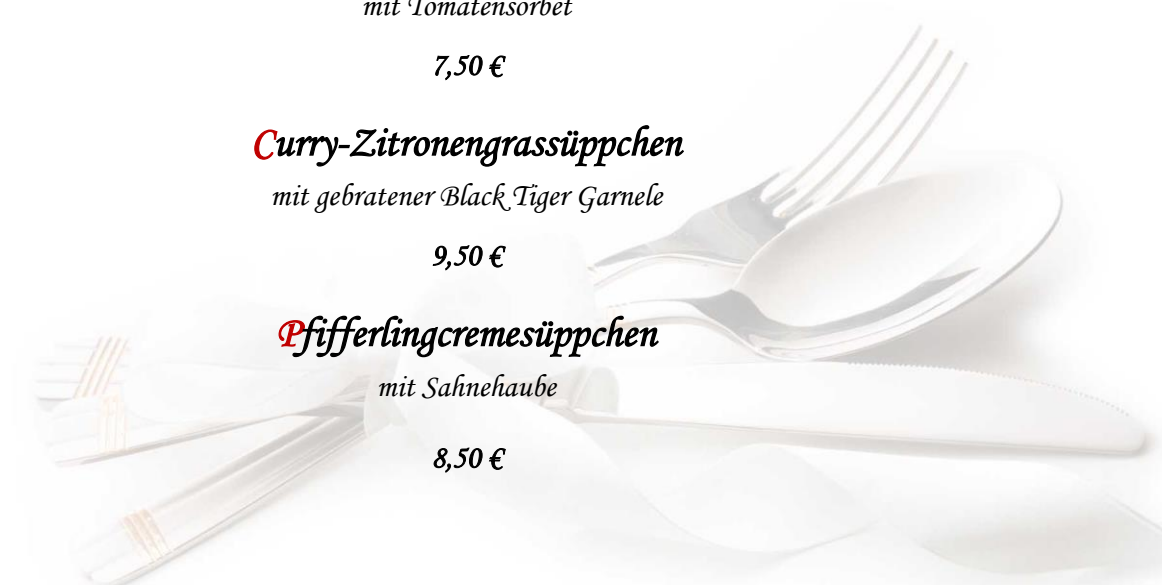 mit Tomatensorbet
7,50 €
Curry-Zitronengrassüppchen
mit gebratener Black Tiger Garnele
9,50 €
Pfifferlingcremesüppchen
mit Sahnehaube
8,50 €